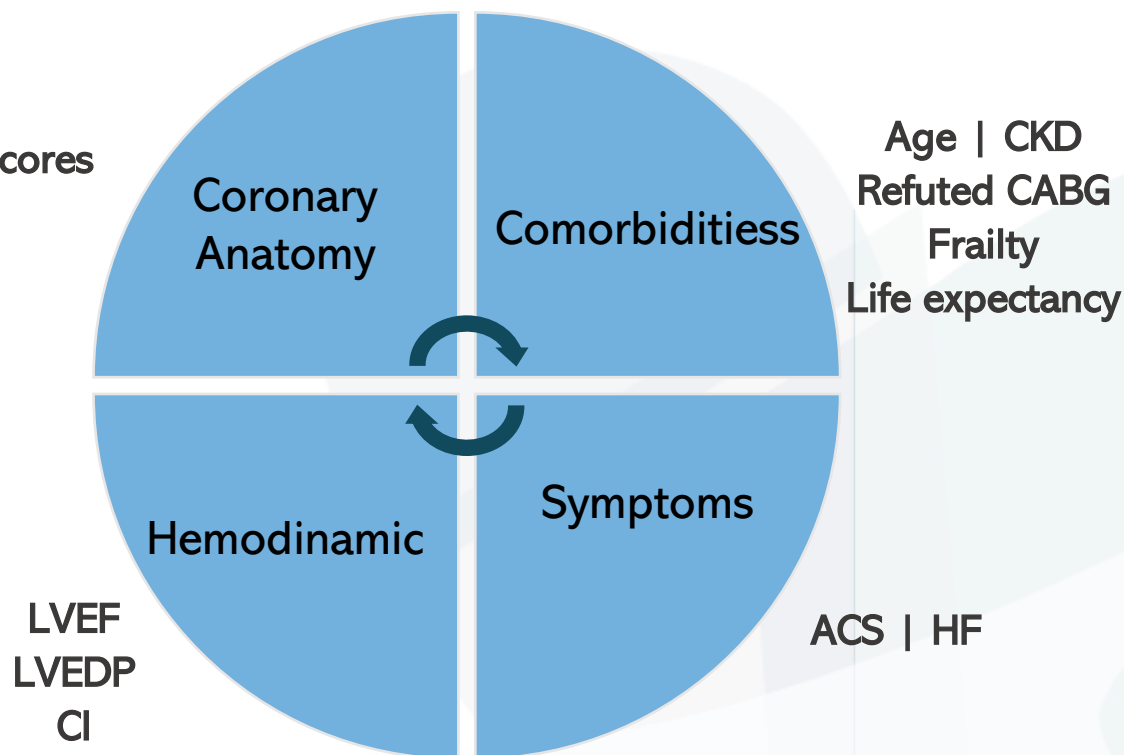 cores
Coronary
Anatomy
Comorbiditiess
Age | CKD
Refuted CABG
Frailty
Life expectancy
Hemodinamic
Symptoms
LVEF
LVEDP
CI
ACS | HF